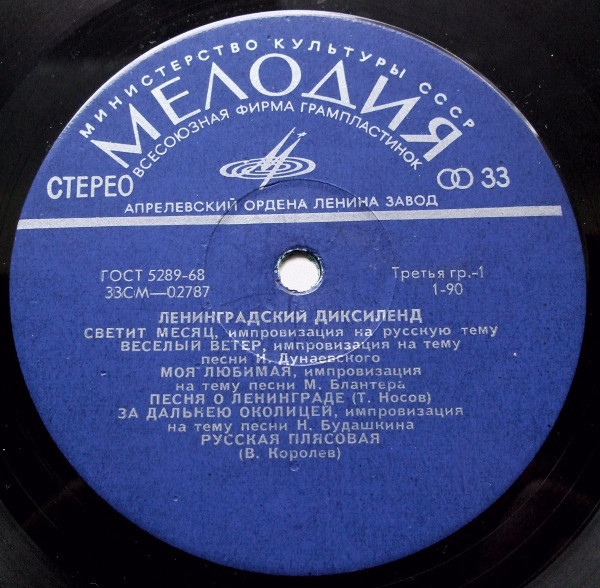 МИНИСТЕРСТВО КУЛЬТУРЫ СССР
МЕЛОДИЯ
ВСЕСОЮЗНАЯ ФИРМА ГРАМПЛАСТИНОК
СТЕРЕО
33
АПРЕЛЕВСКИЙ ОРДЕНА ЛЕНИНА ЗАВОД
ГОСТ 5289-68
Третья гр.-1
33СМ—02787
1-90
ЛЕНИНГРАДСКИЙ ДИКСИЛЕНД
СВЕТИТ МЕСЯЦ, импровизация на русскую тему
ВЕСЕЛЫЙ ВЕТЕР, импровизация на тему
песни И. Дунаевского
МОЯ ЛЮБИМАЯ, импровизация
на тему песни М. Блантера
ПЕСНЯ О ЛЕНИНГРАДЕ (Т. Носов)
ЗА ДАЛЬНЕЮ ОКОЛИЦЕЙ, импровизация
на тему песни Н. Будашкина
РУССКАЯ ПЛЯСОВАЯ
(В. Королев)